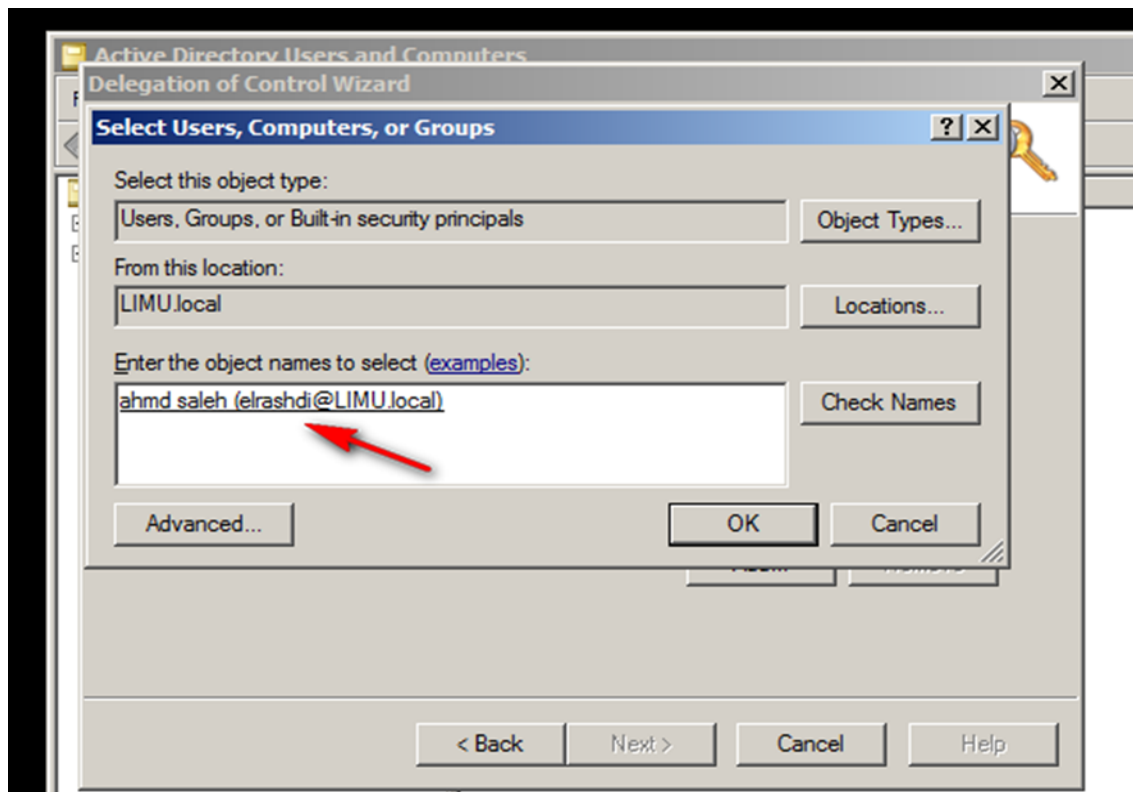 Active Directory Users and Computers
Delegation of Control Wizard
Select Users, Computers, or Groups
Select this object type:
Users, Groups, or Built-in security principals
Object Types...
From this location:
LIMU.local
Locations...
Enter the object names to select (examples):
ahmd saleh (elrashdi@LIMU.local)
Check Names
Advanced...
OK
Cancel
< Back
Next >
Cancel
Help